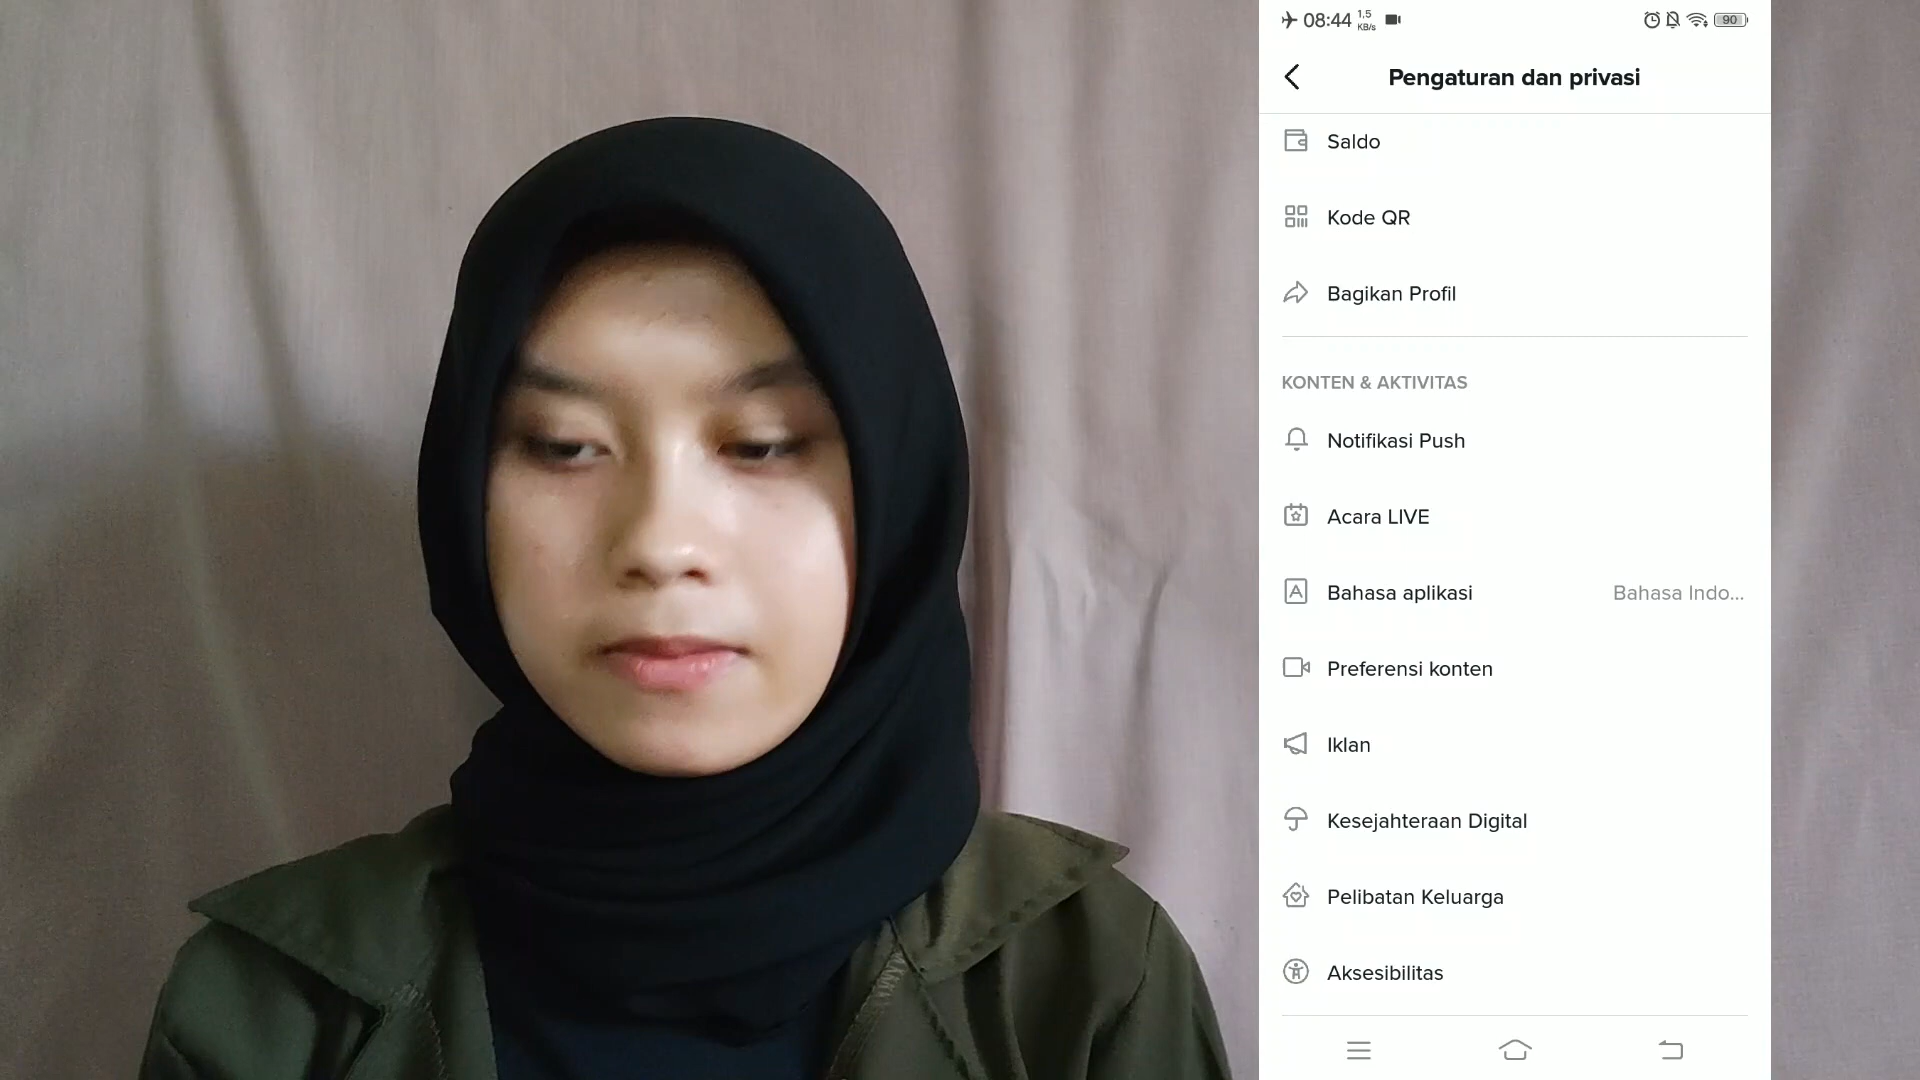 08:44 1,5 KB/s 90
Pengaturan dan privasi
Saldo
Kode QR
Bagikan Profil
KONTEN & AKTIVITAS
Notifikasi Push
Acara LIVE
Bahasa aplikasi Bahasa Indo...
Preferensi konten
Iklan
Kesejahteraan Digital
Pelibatan Keluarga
Aksesibilitas